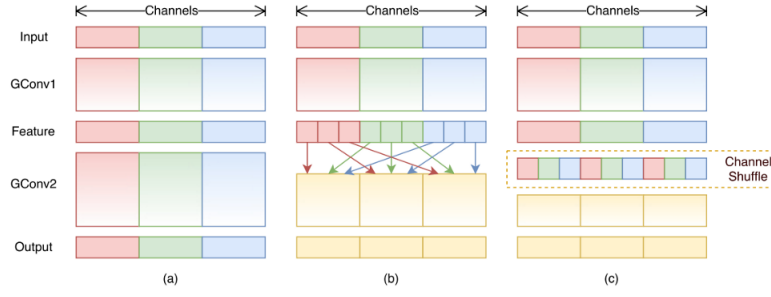 Channels Channels Channels
Input
GConv1
Feature
GConv2
Channel
Shuffle
Output
(a) (b) (c)